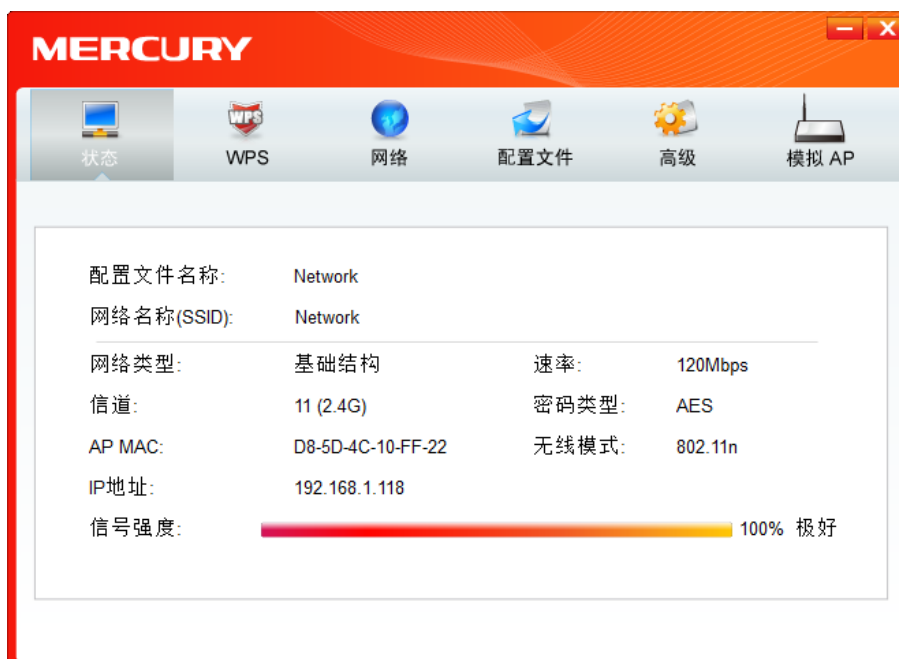 MERCURY
状态 WPS 网络 配置文件 高级 模拟 AP
配置文件名称: Network
网络名称(SSID): Network
网络类型: 基础结构 速率: 120Mbps
信道: 11 (2.4G) 密码类型: AES
AP MAC: D8-5D-4C-10-FF-22 无线模式: 802.11n
IP地址: 192.168.1.118
信号强度: 100% 极好